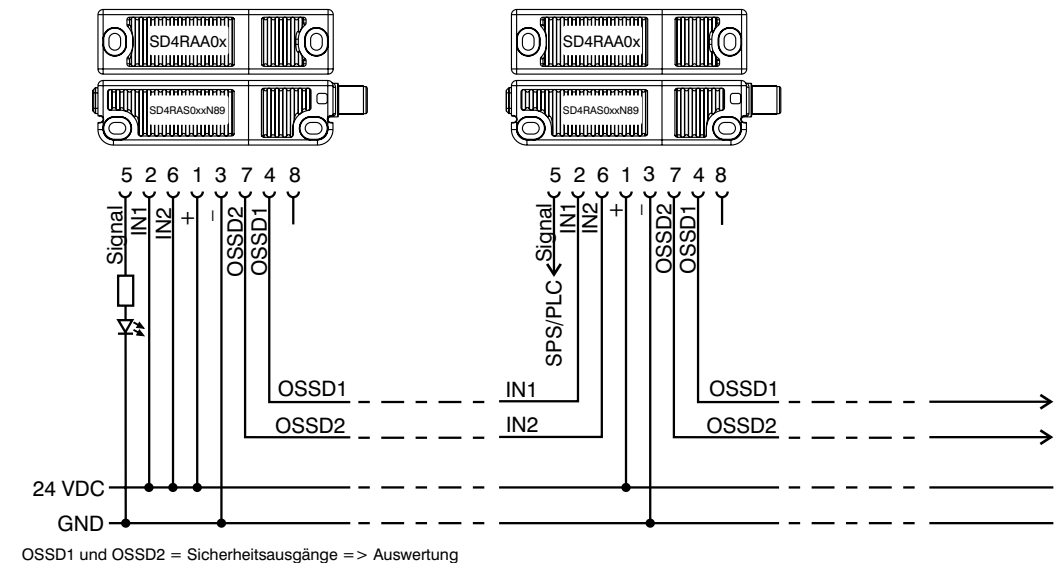 SD4RAA0x SD4RAA0x
SD4RAS0xxN89 SD4RAS0xxN89
5 2 6 1 3 7 4 8 5 2 6 1 3 7 4 8
Signal IN1 IN2 + – OSSD2 OSSD1 Signal IN1 IN2 + – OSSD2 OSSD1
SPS/PLC
OSSD1 IN1 OSSD1
OSSD2 IN2 OSSD2
24 VDC
GND
OSSD1 und OSSD2 = Sicherheitsausgänge => Auswertung